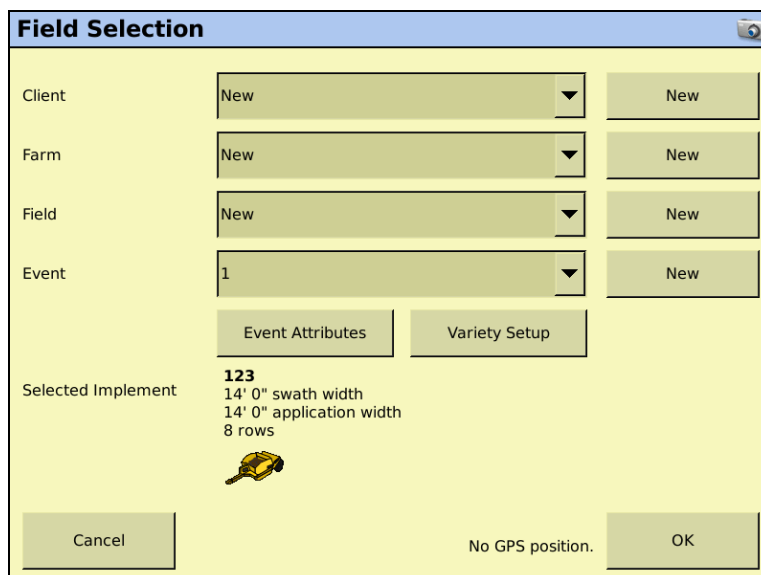 Field Selection
Client New New
Farm New New
Field New New
Event 1 New
Event Attributes Variety Setup
Selected Implement
123
14' 0" swath width
14' 0" application width
8 rows
Cancel No GPS position. OK